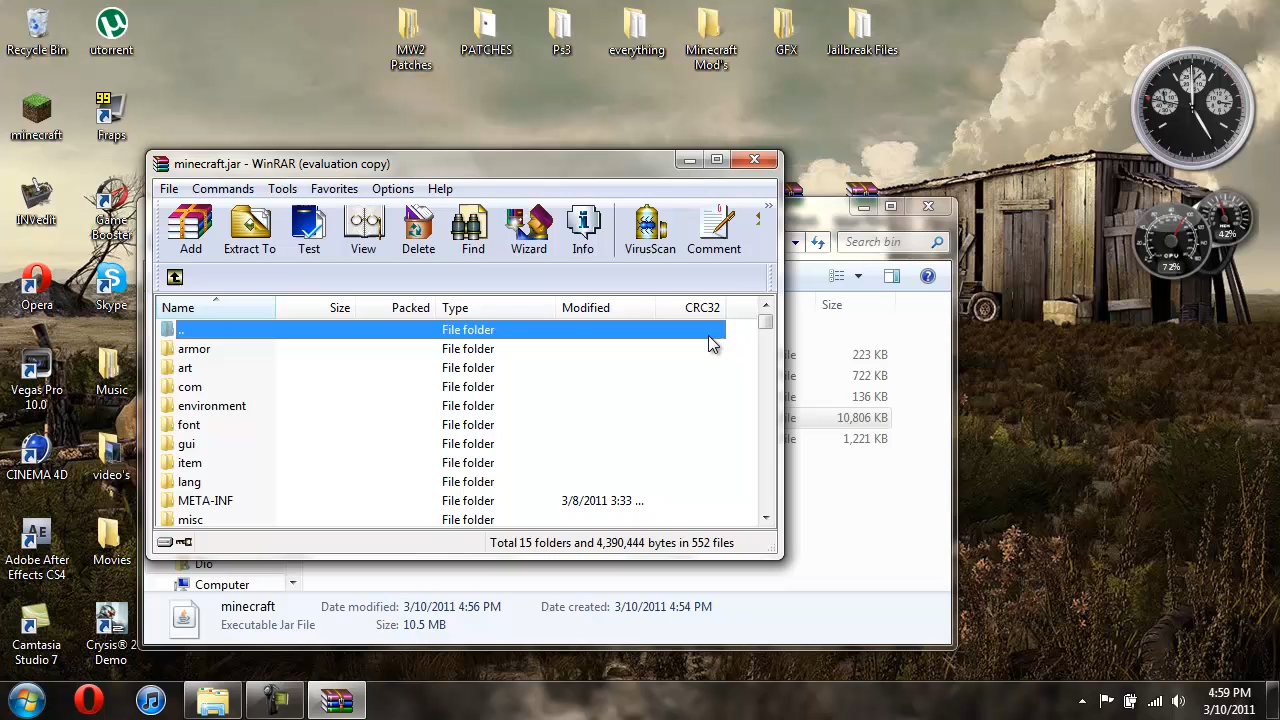 Recycle Bin
utorrent
MW2
Patches
PATCHES
Ps3
everything
Minecraft
Mod's
GFX
Jailbreak Files
minecraft
99
Fraps
INVedit
Game
Booster
Opera
Skype
Vegas Pro
10.0
Music
CINEMA 4D
video's
Adobe After
Effects CS4
Movies
Camtasia
Studio 7
Crysis® 2
Demo
minecraft.jar - WinRAR (evaluation copy)
File Commands Tools Favorites Options Help
Add Extract To Test View Delete Find Wizard Info VirusScan Comment
Name Size Packed Type Modified CRC32
.. File folder
armor File folder
art File folder
com File folder
environment File folder
font File folder
gui File folder
item File folder
lang File folder
META-INF File folder 3/8/2011 3:33 ...
misc File folder
Total 15 folders and 4,390,444 bytes in 552 files
Search bin
Size
223 KB
722 KB
136 KB
10,806 KB
1,221 KB
Dio
Computer
minecraft Date modified: 3/10/2011 4:56 PM Date created: 3/10/2011 4:54 PM
Executable Jar File Size: 10.5 MB
42%
CPU
72%
4:59 PM
3/10/2011